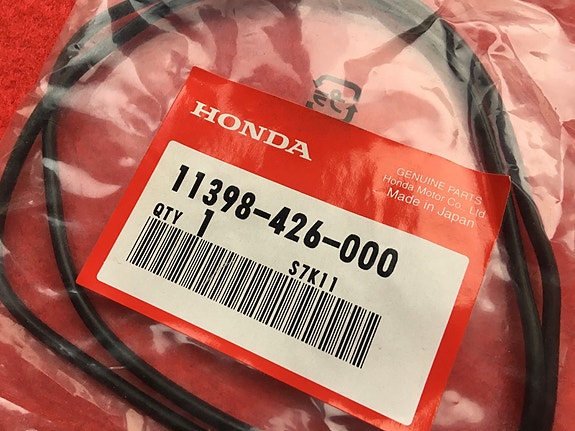 HONDA
GENUINE PARTS
Honda Motor Co., Ltd.
Made in Japan
11398-426-000
QTY 1
S7K11